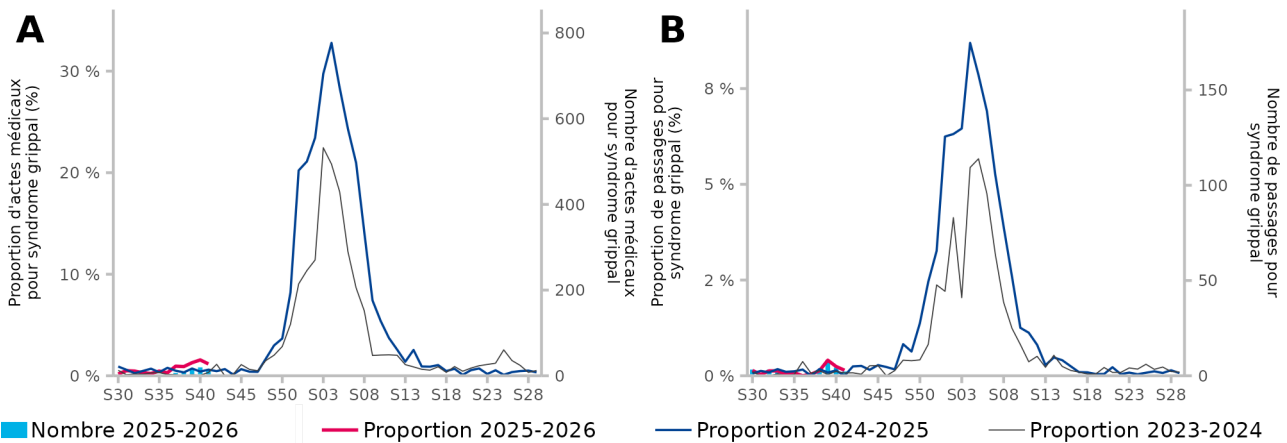 A
Proportion d'actes médicaux
pour syndrome grippal (%)
30 %
20 %
10 %
0 %
800
600
400
200
0
Nombre d'actes médicaux
pour syndrome grippal
S30 S35 S40 S45 S50 S03 S08 S13 S18 S23 S28
B
Proportion de passages pour
syndrome grippal (%)
8 %
5 %
2 %
0 %
150
100
50
0
Nombre de passages pour
syndrome grippal
S30 S35 S40 S45 S50 S03 S08 S13 S18 S23 S28
Nombre 2025-2026 Proportion 2025-2026 Proportion 2024-2025 Proportion 2023-2024